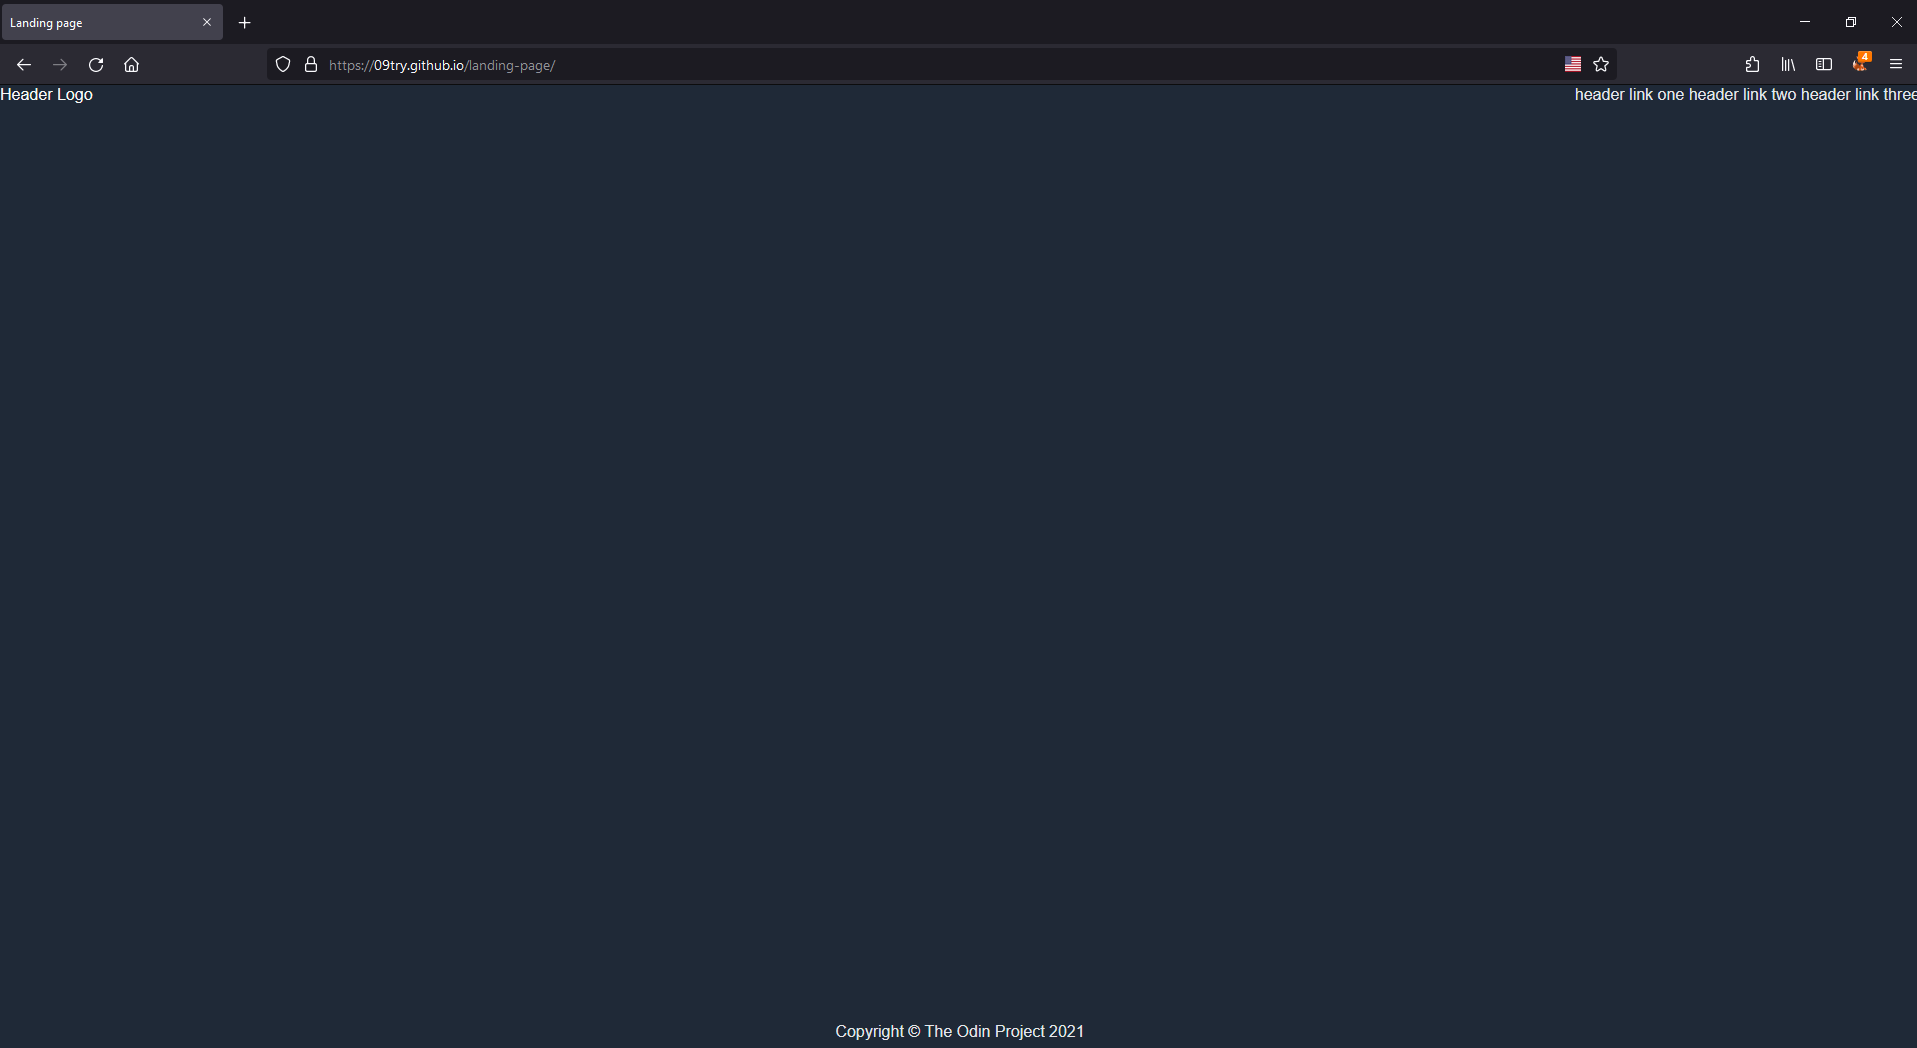 Landing page
https://09try.github.io/landing-page/
4
Header Logo
header link one header link two header link three
Copyright © The Odin Project 2021